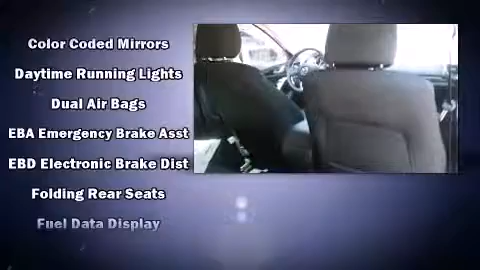 Color Coded Mirrors
Daytime Running Lights
Dual Air Bags
EBA Emergency Brake Asst
EBD Electronic Brake Dist
Folding Rear Seats
Fuel Data Display